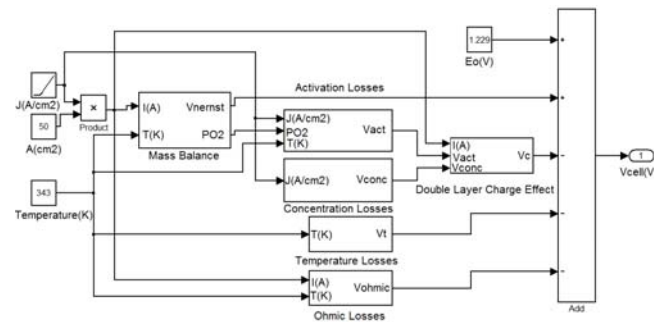 1.229
Eo(V)
J(A/cm2)
×
Product
50
A(cm2)
I(A)
Vnernst
T(K)
PO2
Mass Balance
Activation Losses
J(A/cm2)
PO2
T(K)
Vact
J(A/cm2)
Vconc
Concentration Losses
I(A)
Vact
Vconc
Vc
Double Layer Charge Effect
343
Temperature(K)
T(K)
Vt
Temperature Losses
I(A)
T(K)
Vohmic
Ohmic Losses
+
+
-
-
-
Add
1
Vcell(V